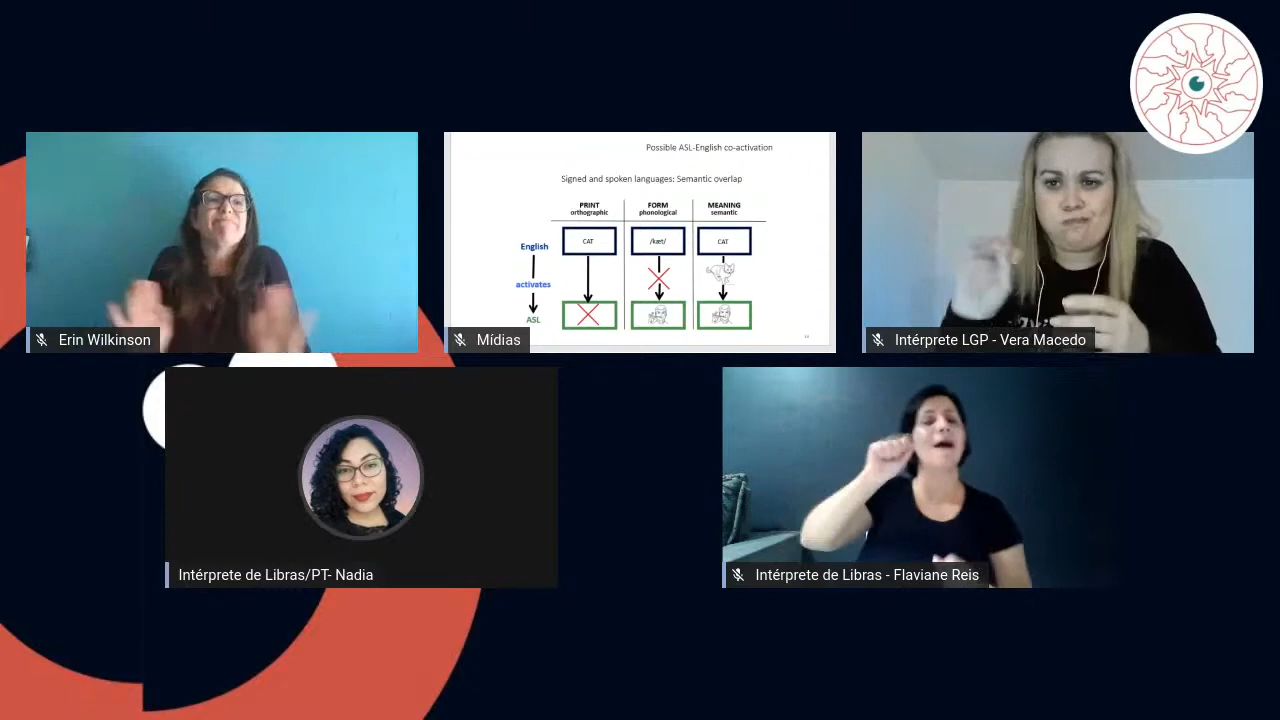 Possible ASL-English co-activation
Signed and spoken languages: Semantic overlap
PRINT
orthographic
FORM
phonological
MEANING
semantic
English
CAT
/kæt/
CAT
activates
ASL
Erin Wilkinson
Mídias
Intérprete LGP - Vera Macedo
Intérprete de Libras/PT- Nadia
Intérprete de Libras - Flaviane Reis